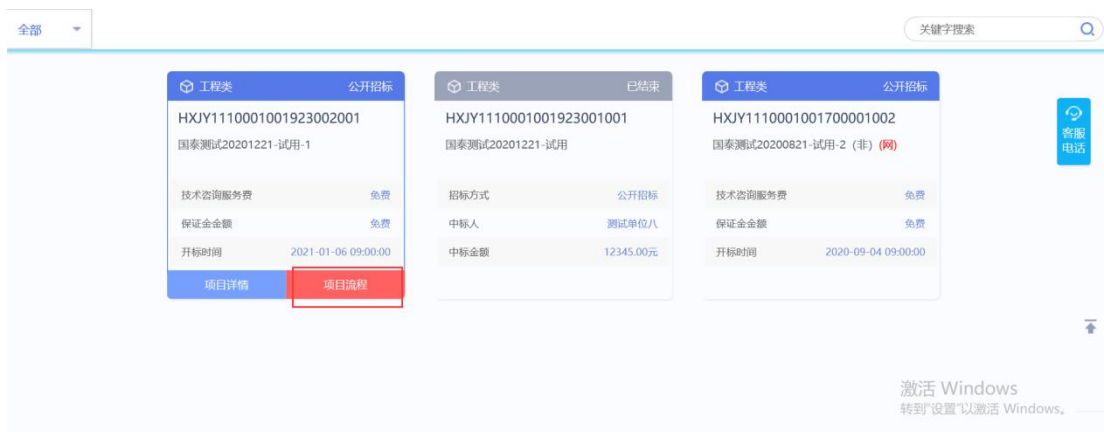 全部
关键字搜索
工程类 公开招标
HXJY1110001001923002001
国泰测试20201221-试用-1
技术咨询服务费 免费
保证金金额 免费
开标时间 2021-01-06 09:00:00
项目详情 项目流程
工程类 已结束
HXJY1110001001923001001
国泰测试20201221-试用
招标方式 公开招标
中标人 测试单位八
中标金额 12345.00元
工程类 公开招标
HXJY1110001001700001002
国泰测试20200821-试用-2 (非) (网)
技术咨询服务费 免费
保证金金额 免费
开标时间 2020-09-04 09:00:00
客服
电话
激活 Windows
转到"设置"以激活 Windows。